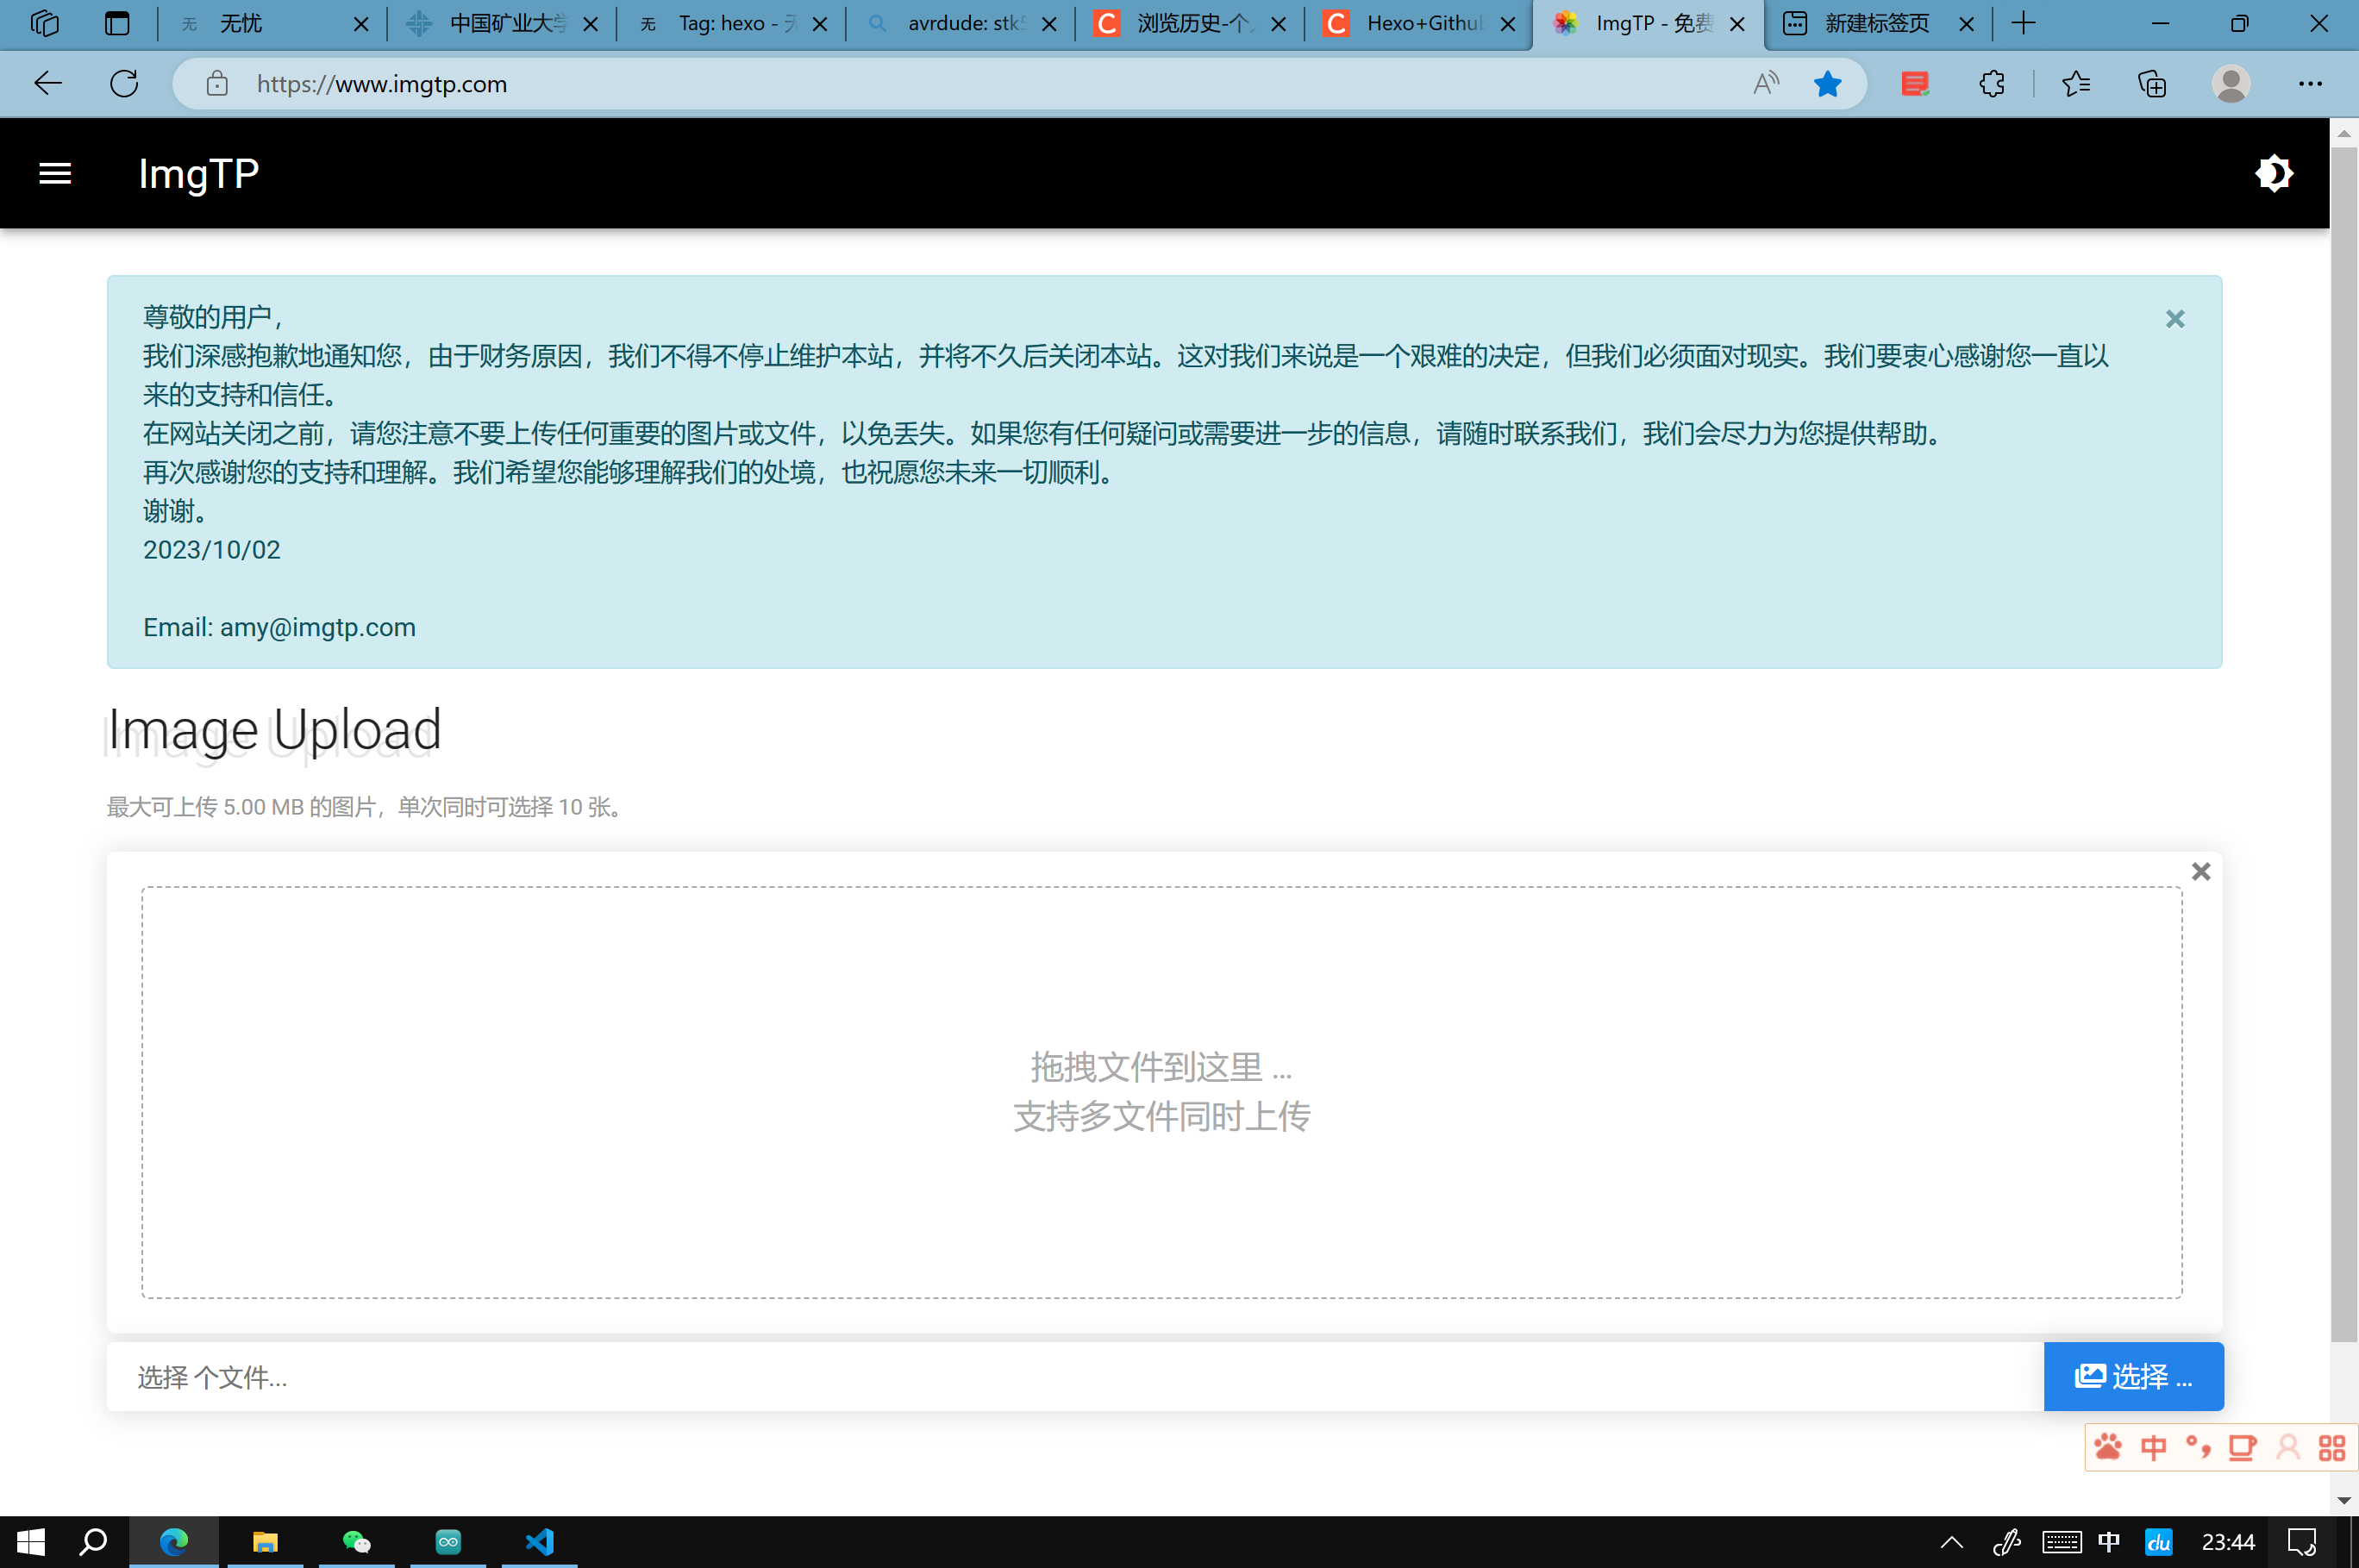 无 无忧
中国矿业大学
无 Tag: hexo - 无
avrdude: stk5
C 浏览历史-个人
C Hexo+Github
ImgTP - 免费
新建标签页
https://www.imgtp.com
ImgTP
尊敬的用户，
我们深感抱歉地通知您，由于财务原因，我们不得不停止维护本站，并将不久后关闭本站。这对我们来说是一个艰难的决定，但我们必须面对现实。我们要衷心感谢您一直以
来的支持和信任。
在网站关闭之前，请您注意不要上传任何重要的图片或文件，以免丢失。如果您有任何疑问或需要进一步的信息，请随时联系我们，我们会尽力为您提供帮助。
再次感谢您的支持和理解。我们希望您能够理解我们的处境，也祝愿您未来一切顺利。
谢谢。
2023/10/02
Email: amy@imgtp.com
Image Upload
最大可上传 5.00 MB 的图片，单次同时可选择 10 张。
拖拽文件到这里 ...
支持多文件同时上传
选择 个文件...
选择 ...
中
中
du
23:44